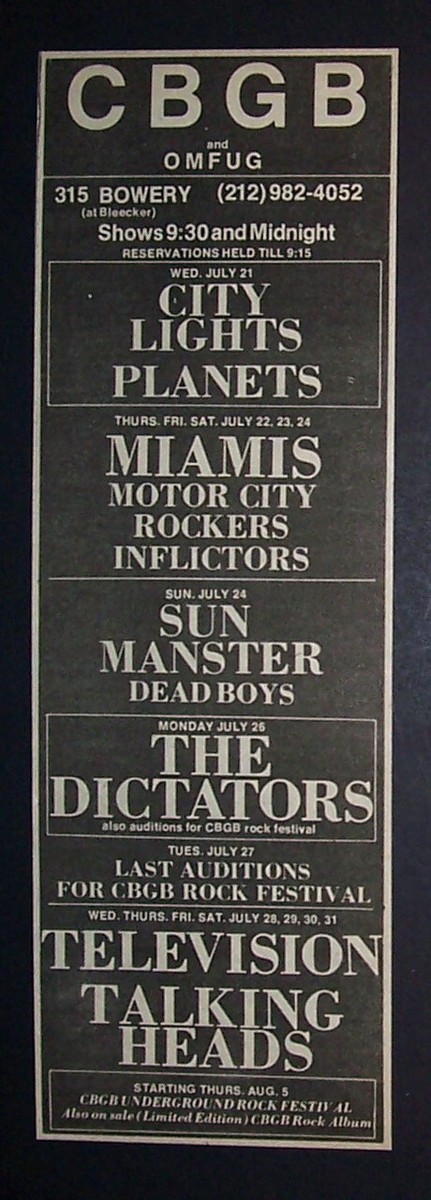 CBGB
and
OMFUG
315 BOWERY (212) 982-4052
(at Bleecker)
Shows 9:30 and Midnight
RESERVATIONS HELD TILL 9:15
WED. JULY 21
CITY
LIGHTS
PLANETS
THURS. FRI. SAT. JULY 22, 23, 24
MIAMIS
MOTOR CITY
ROCKERS
INFLICTORS
SUN. JULY 24
SUN
MANSTER
DEAD BOYS
MONDAY JULY 26
THE
DICTATORS
also auditions for CBGB rock festival
TUES. JULY 27
LAST AUDITIONS
FOR CBGB ROCK FESTIVAL
WED. THURS. FRI. SAT. JULY 28, 29, 30, 31
TELEVISION
TALKING
HEADS
STARTING THURS. AUG. 5
CBGB UNDERGROUND ROCK FESTIVAL
Also on sale (Limited Edition) CBGB Rock Album